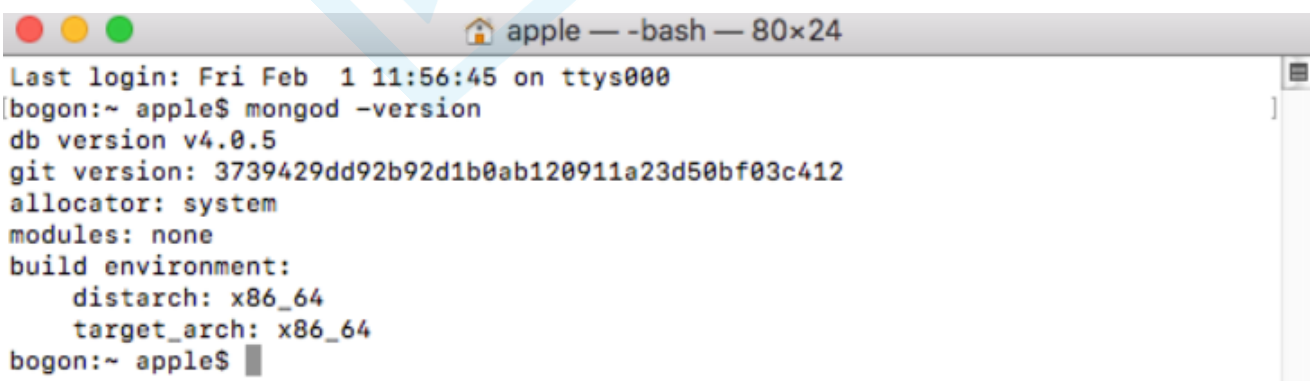 apple — -bash — 80×24
Last login: Fri Feb  1 11:56:45 on ttys000
[bogon:~ apple$ mongod -version ]
db version v4.0.5
git version: 3739429dd92b92d1b0ab120911a23d50bf03c412
allocator: system
modules: none
build environment:
    distarch: x86_64
    target_arch: x86_64
bogon:~ apple$